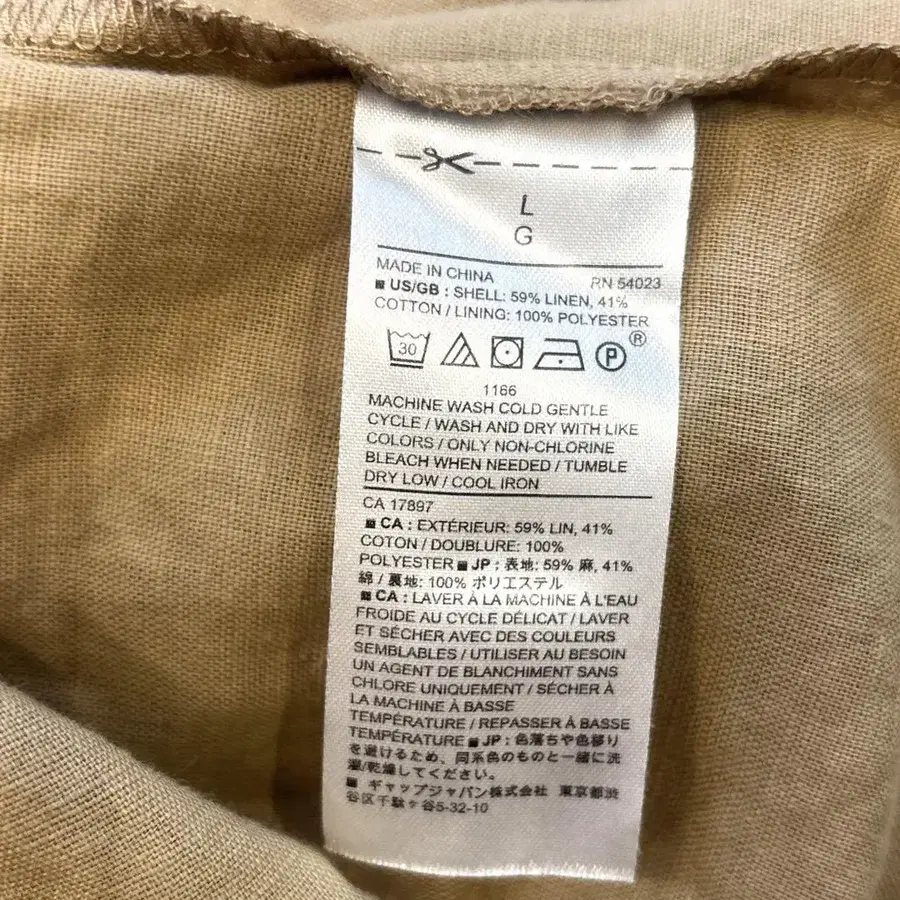 L
G
MADE IN CHINA RN 54023
■ US/GB : SHELL: 59% LINEN, 41%
COTTON / LINING: 100% POLYESTER
30 P ®
1166
MACHINE WASH COLD GENTLE
CYCLE / WASH AND DRY WITH LIKE
COLORS / ONLY NON-CHLORINE
BLEACH WHEN NEEDED / TUMBLE
DRY LOW / COOL IRON
CA 17897
■ CA : EXTÉRIEUR: 59% LIN, 41%
COTON / DOUBLURE: 100%
POLYESTER ■ JP : 表地: 59% 麻, 41%
綿 / 裏地: 100% ポリエステル
■ CA : LAVER À LA MACHINE À L'EAU
FROIDE AU CYCLE DÉLICAT / LAVER
ET SÉCHER AVEC DES COULEURS
SEMBLABLES / UTILISER AU BESOIN
UN AGENT DE BLANCHIMENT SANS
CHLORE UNIQUEMENT / SÉCHER À
LA MACHINE À BASSE
TEMPÉRATURE / REPASSER À BASSE
TEMPÉRATURE ■ JP : 色落ちや色移り
を避けるため、同系色のものと一緒に洗
濯/乾燥してください。
■ ギャップジャパン株式会社 東京都渋
谷区千駄ヶ谷5-32-10